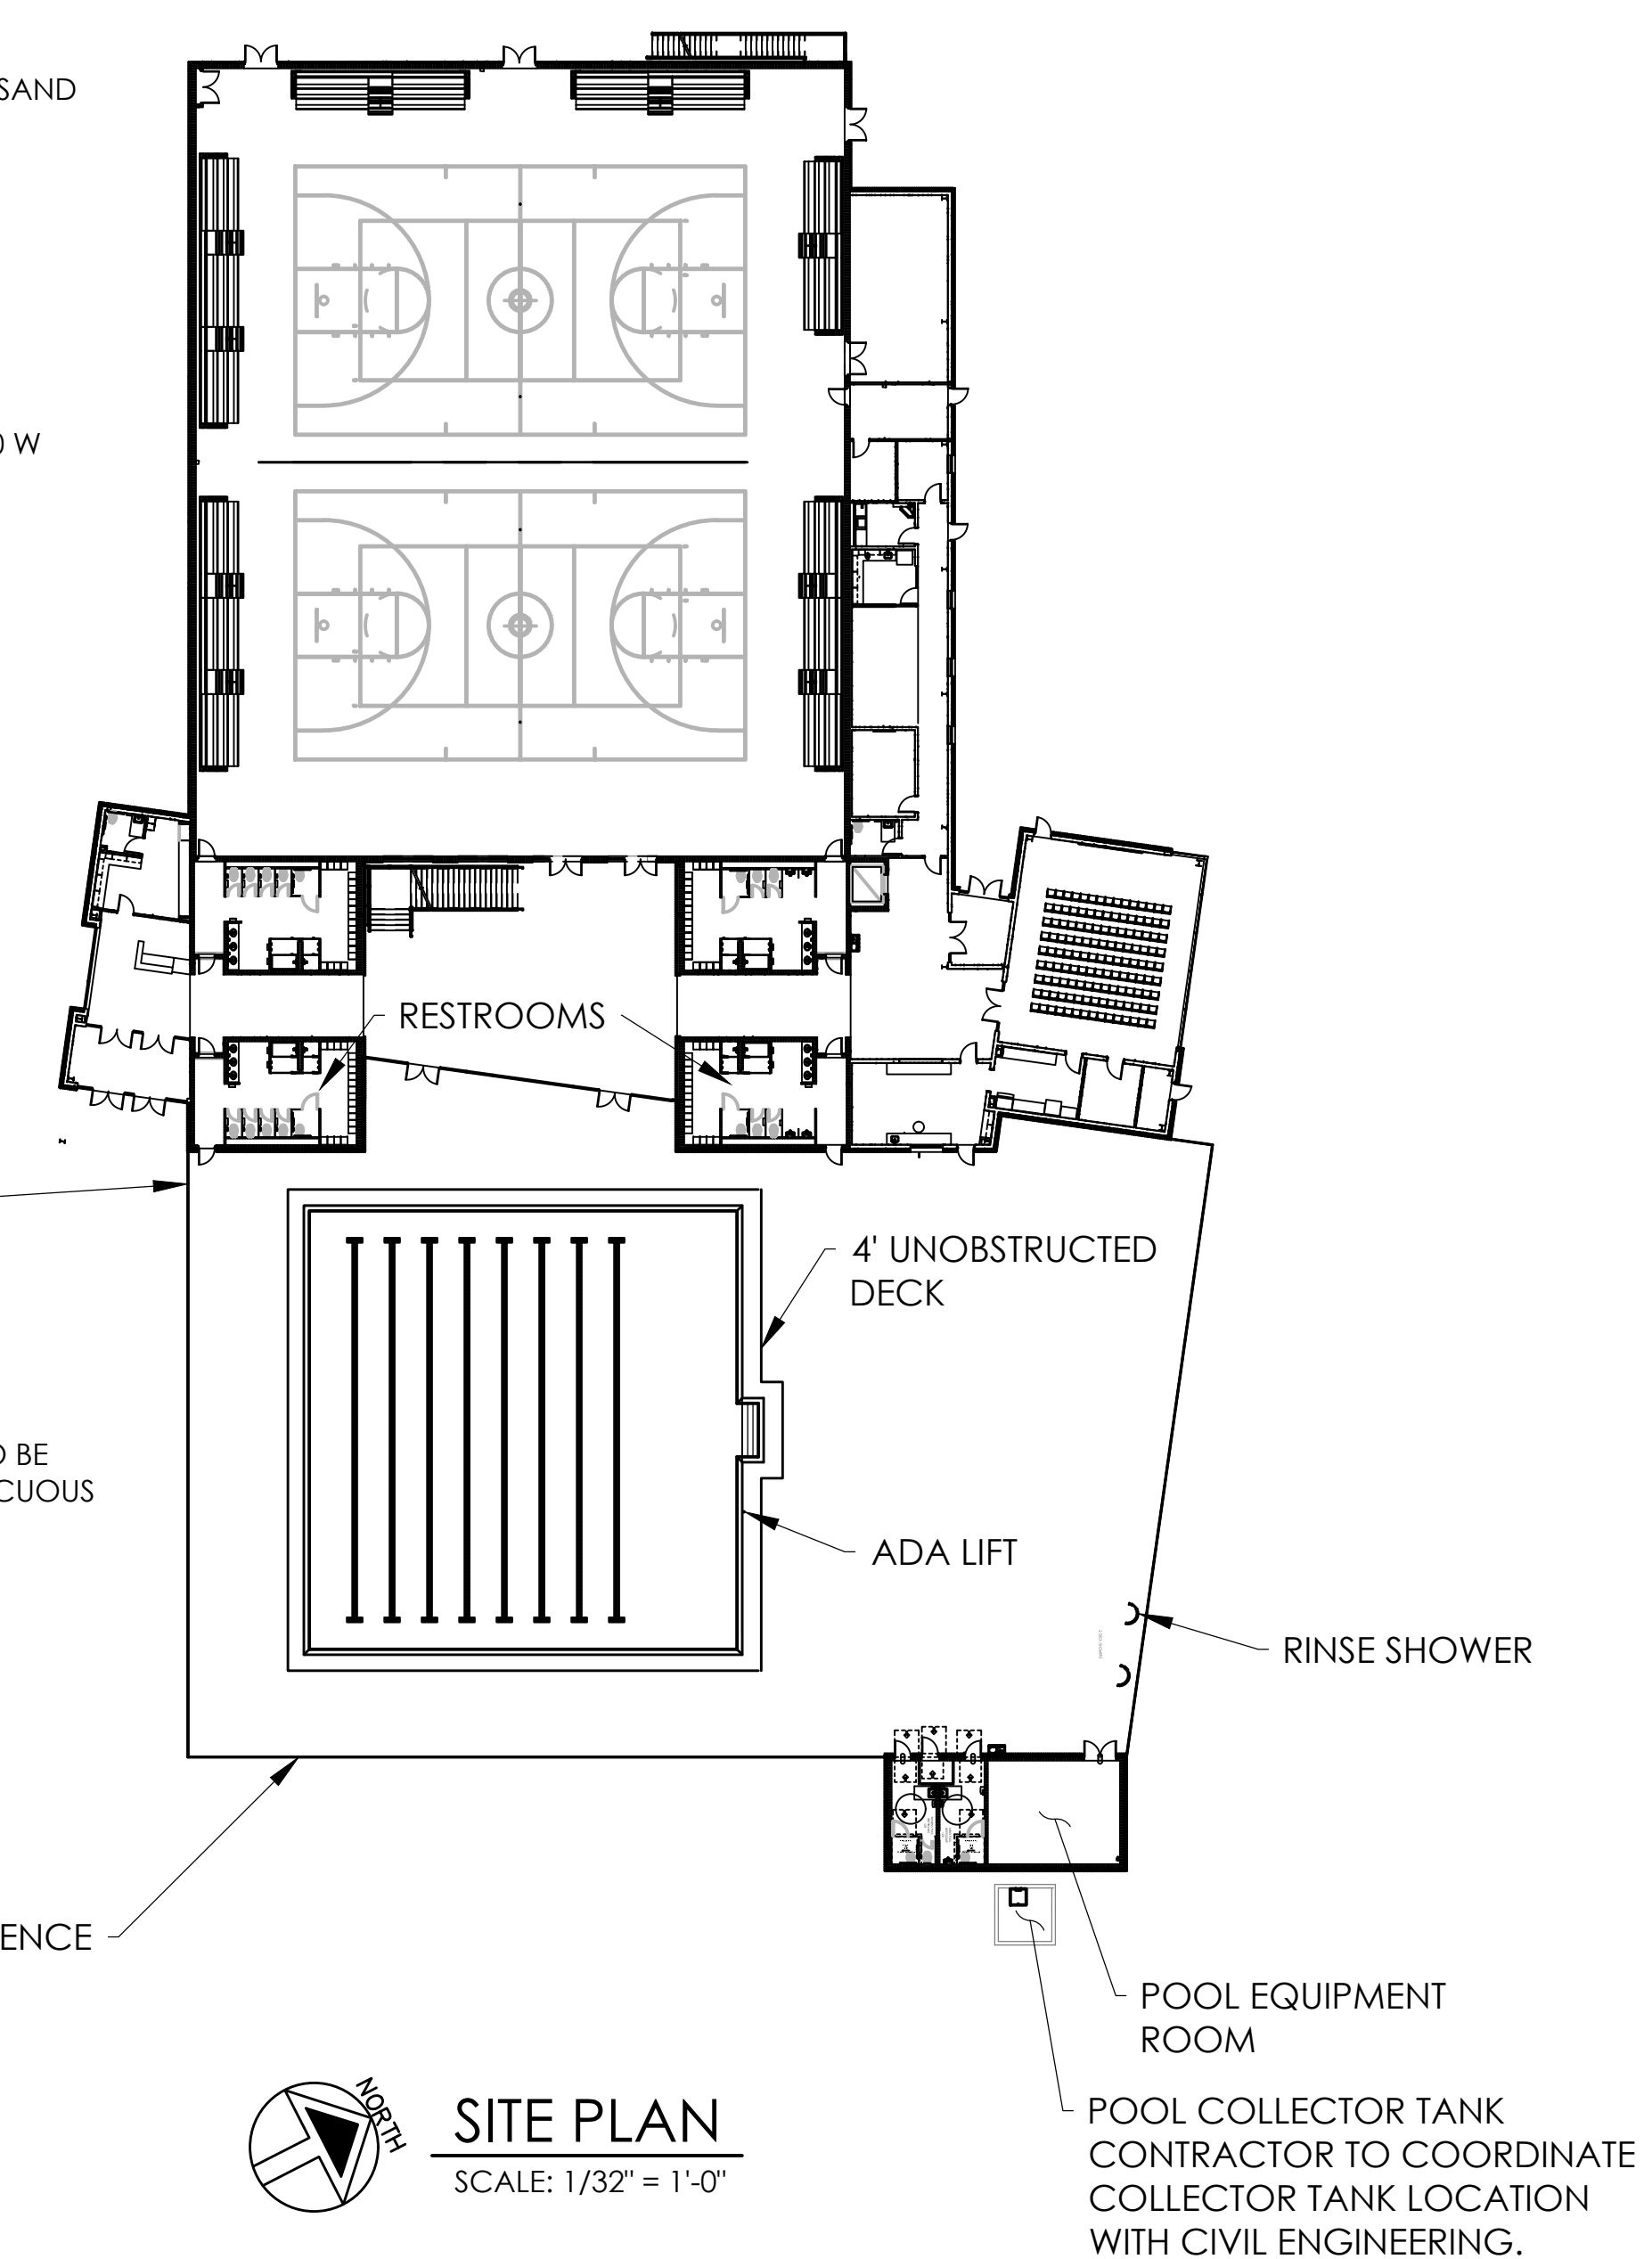 SAND
W
RESTROOMS
4' UNOBSTRUCTED
DECK
BE
CUOUS
ADA LIFT
RINSE SHOWER
ENCE
POOL EQUIPMENT
ROOM
NORTH
SITE PLAN
SCALE: 1/32" = 1'-0"
POOL COLLECTOR TANK
CONTRACTOR TO COORDINATE
COLLECTOR TANK LOCATION
WITH CIVIL ENGINEERING.